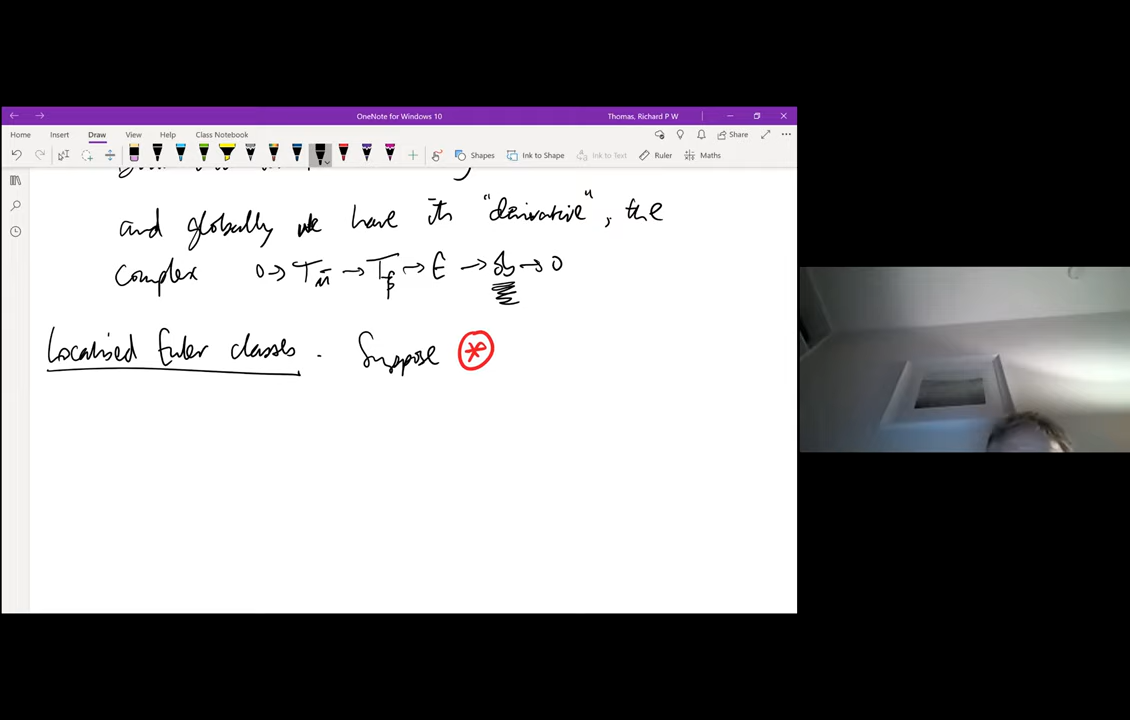 OneNote for Windows 10
Thomas, Richard P W
Home Insert Draw View Help Class Notebook
Share
Shapes Ink to Shape Ink to Text Ruler Maths
and globally we have its "derivative", the
complex 0 → T_M → T_β → E → Ob → 0
Localised Euler classes. Suppose ⊛